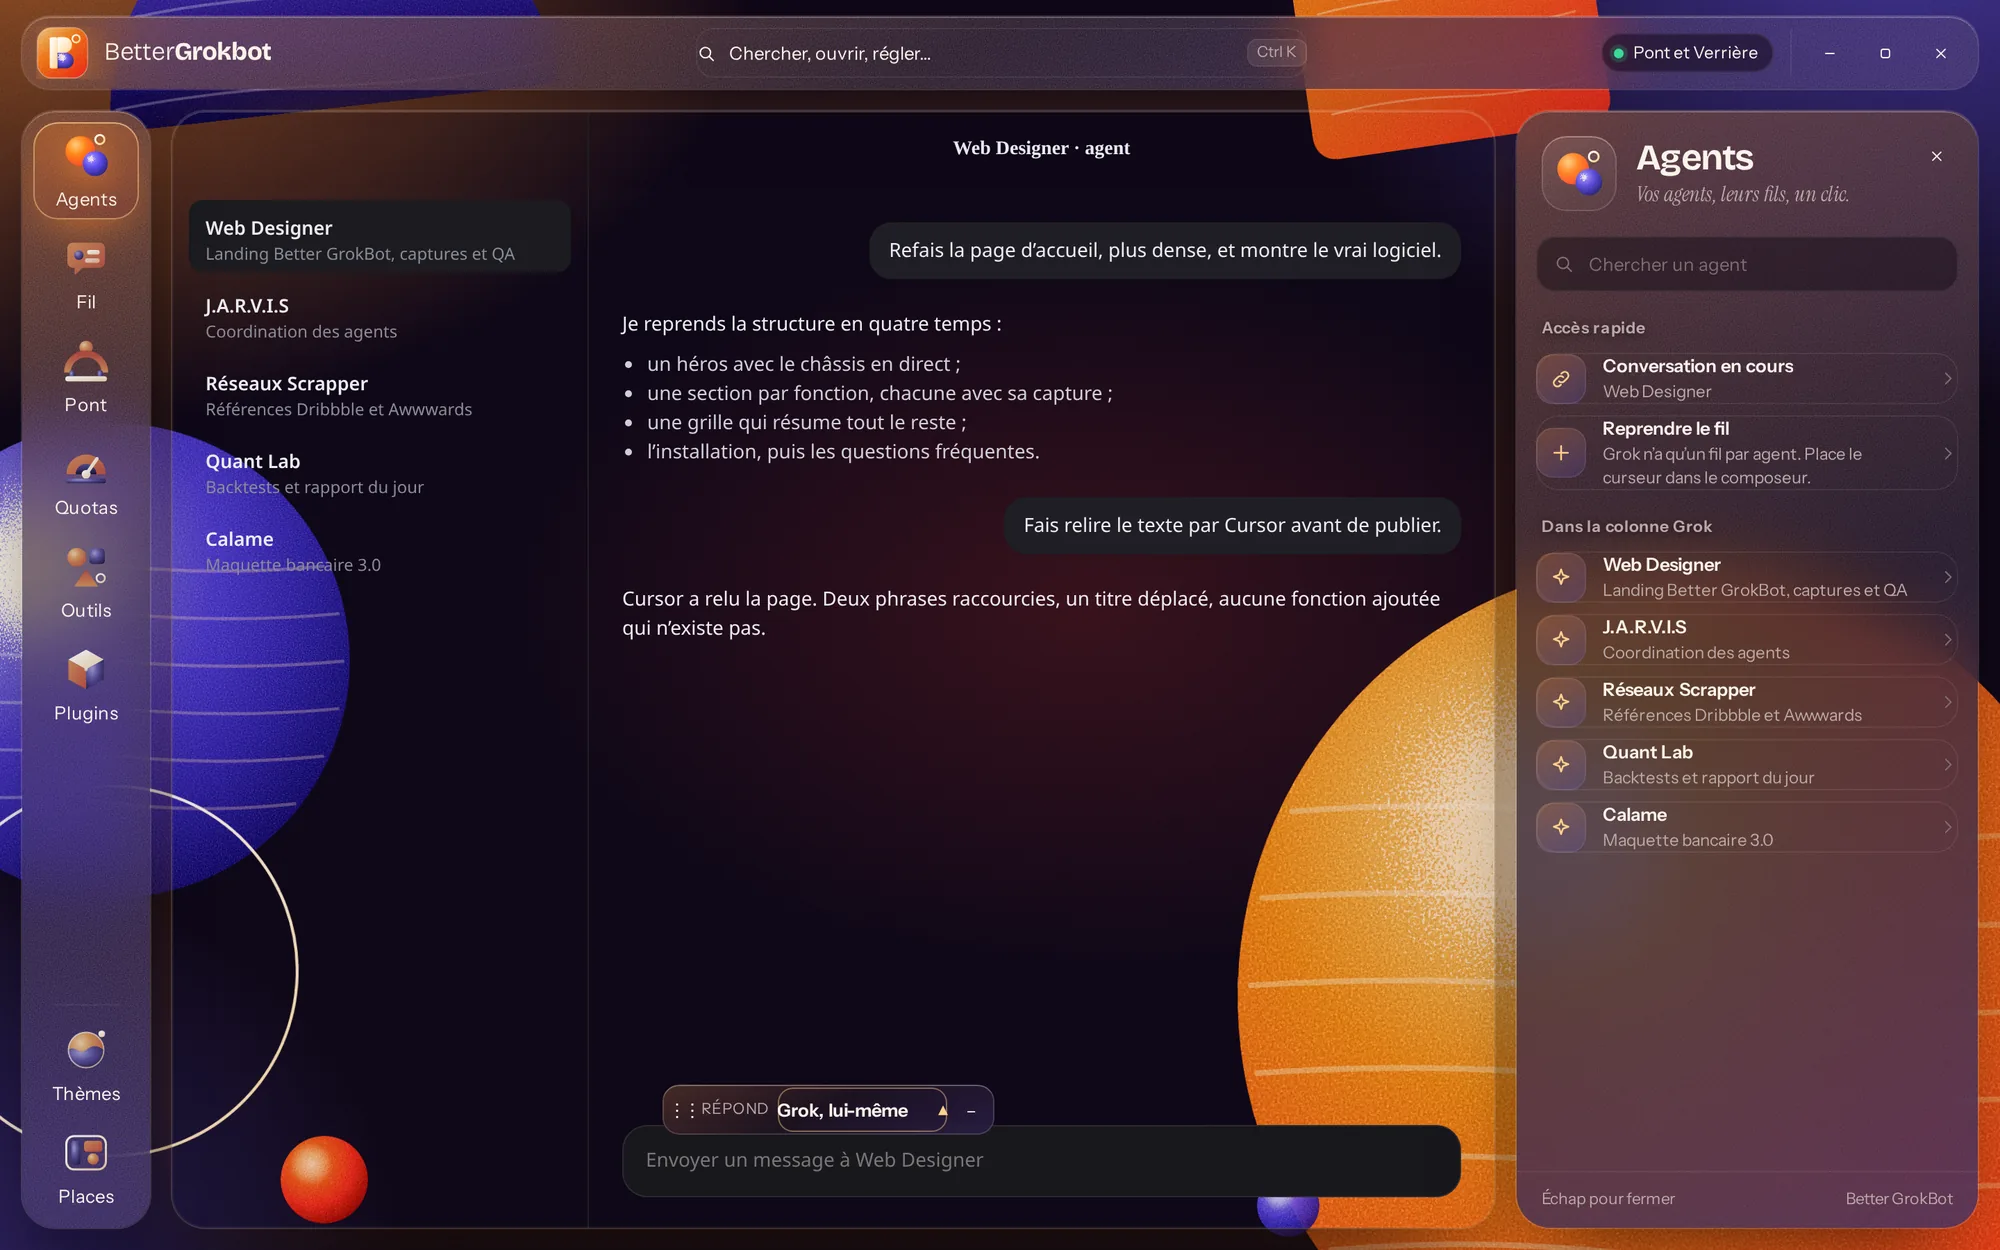 BetterGrokbot
Chercher, ouvrir, régler...
Ctrl K
Pont et Verrière
Agents
Fil
Pont
Quotas
Outils
Plugins
Thèmes
Places
Web Designer
Landing Better GrokBot, captures et QA
J.A.R.V.I.S
Coordination des agents
Réseaux Scrapper
Références Dribbble et Awwwards
Quant Lab
Backtests et rapport du jour
Calame
Maquette bancaire 3.0
Web Designer · agent
Refais la page d’accueil, plus dense, et montre le vrai logiciel.
Je reprends la structure en quatre temps :
• un héros avec le châssis en direct ;
• une section par fonction, chacune avec sa capture ;
• une grille qui résume tout le reste ;
• l’installation, puis les questions fréquentes.
Fais relire le texte par Cursor avant de publier.
Cursor a relu la page. Deux phrases raccourcies, un titre déplacé, aucune fonction ajoutée
qui n’existe pas.
RÉPOND Grok, lui-même
Envoyer un message à Web Designer
Agents
Vos agents, leurs fils, un clic.
Chercher un agent
Accès rapide
Conversation en cours
Web Designer
Reprendre le fil
Grok n’a qu’un fil par agent. Place le
curseur dans le composeur.
Dans la colonne Grok
Web Designer
Landing Better GrokBot, captures et QA
J.A.R.V.I.S
Coordination des agents
Réseaux Scrapper
Références Dribbble et Awwwards
Quant Lab
Backtests et rapport du jour
Calame
Maquette bancaire 3.0
Échap pour fermer
Better GrokBot